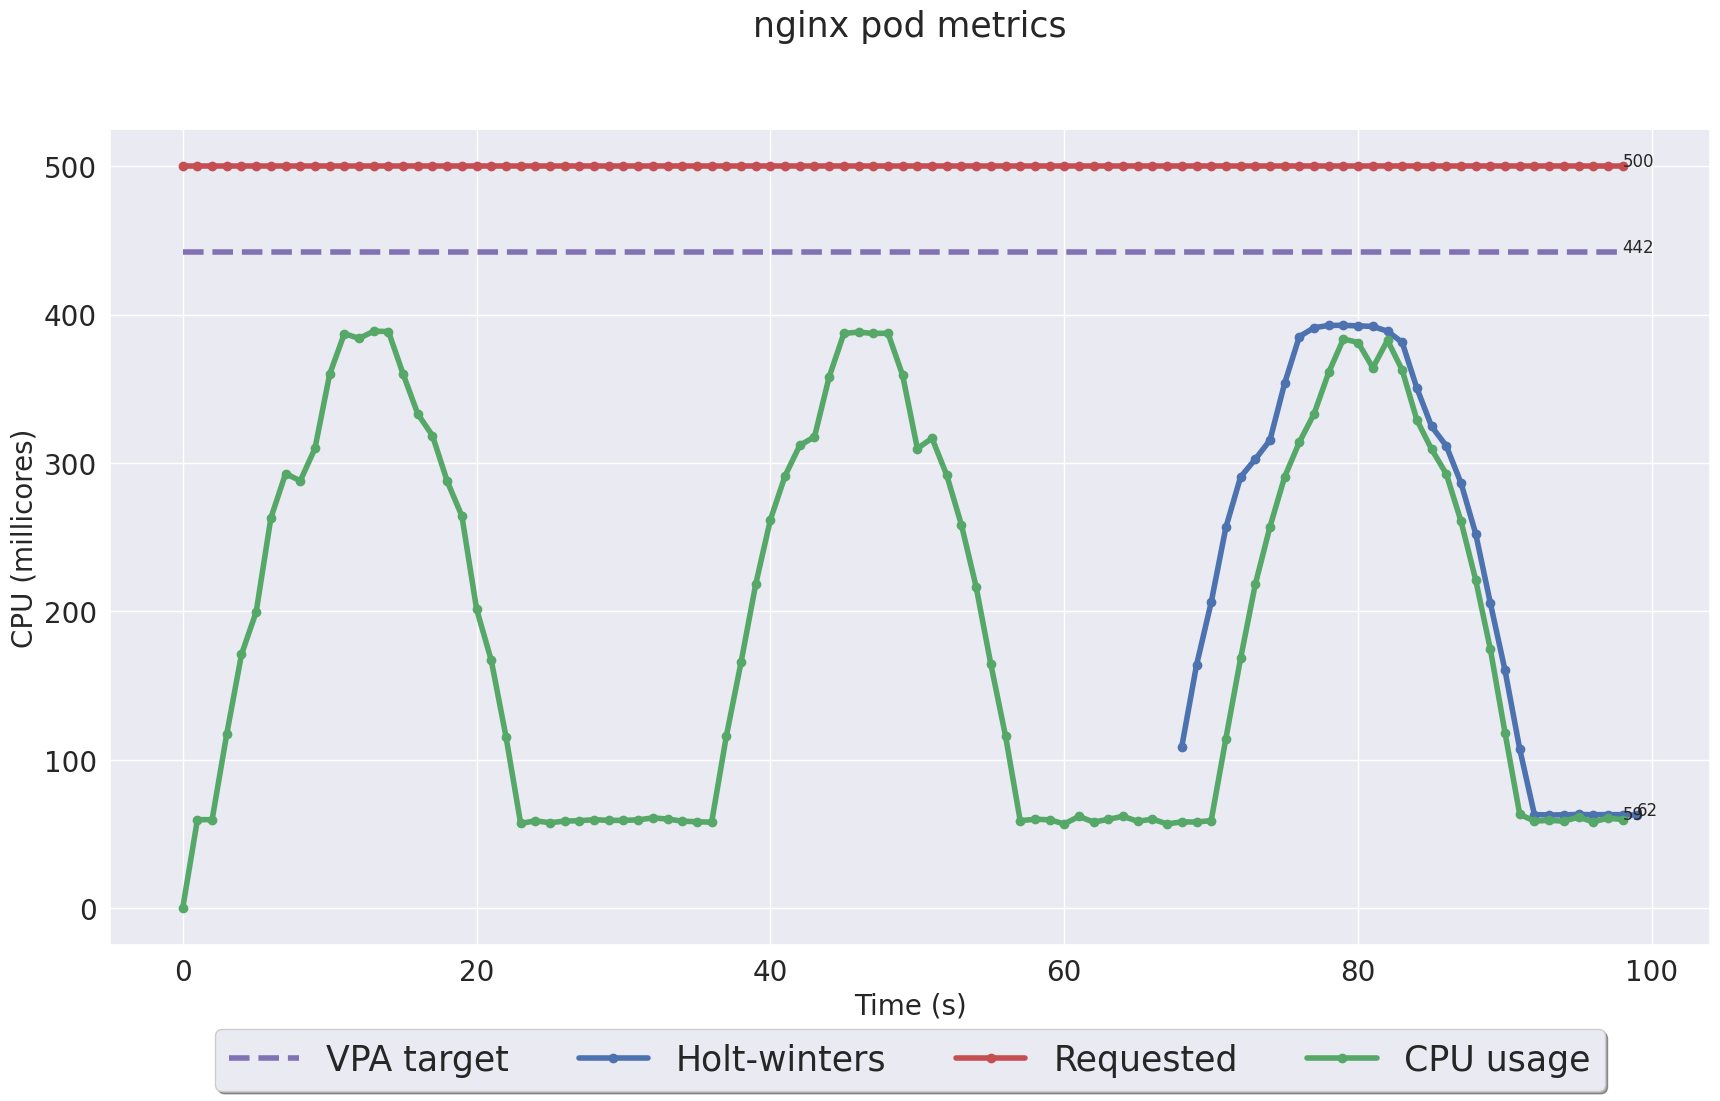 nginx pod metrics
500
442
400
300
200
100
0
500
CPU (millicores)
59
62
0 20 40 60 80 100
Time (s)
VPA target Holt-winters Requested CPU usage